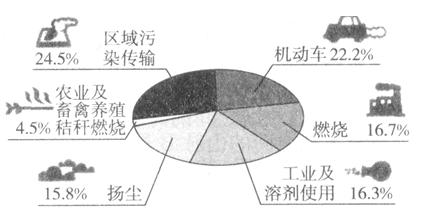 区域污
染传输
24.5%
机动车 22.2%
农业及
畜禽养殖
秸秆燃烧
4.5%
燃烧 16.7%
15.8% 扬尘
工业及
溶剂使用 16.3%